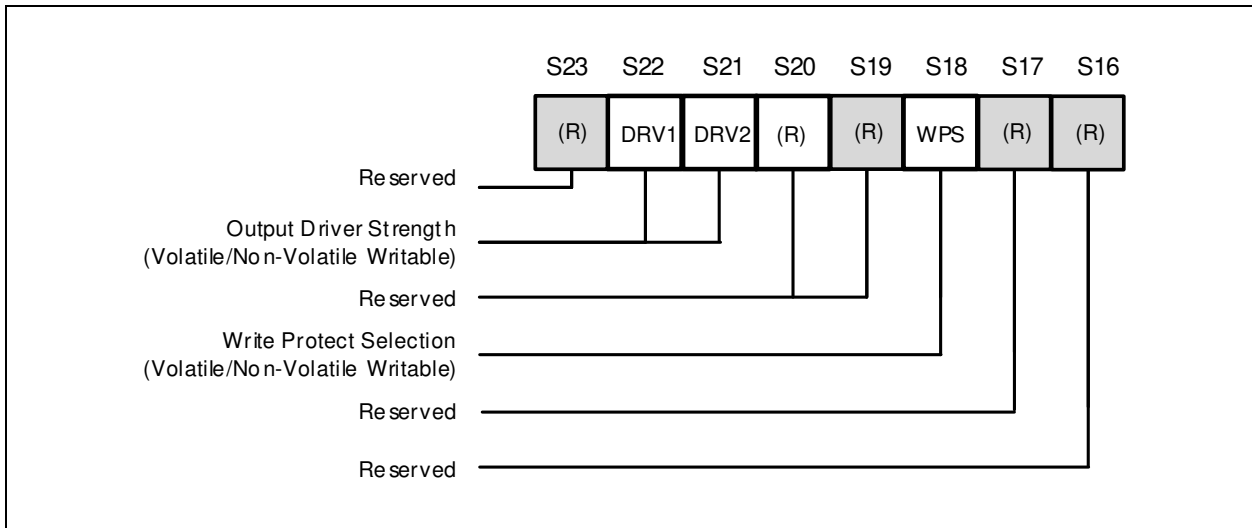 S23 S22 S21 S20 S19 S18 S17 S16
(R) DRV1 DRV2 (R) (R) WPS (R) (R)
Reserved
Output Driver Strength
(Volatile/Non-Volatile Writable)
Reserved
Write Protect Selection
(Volatile/Non-Volatile Writable)
Reserved
Reserved